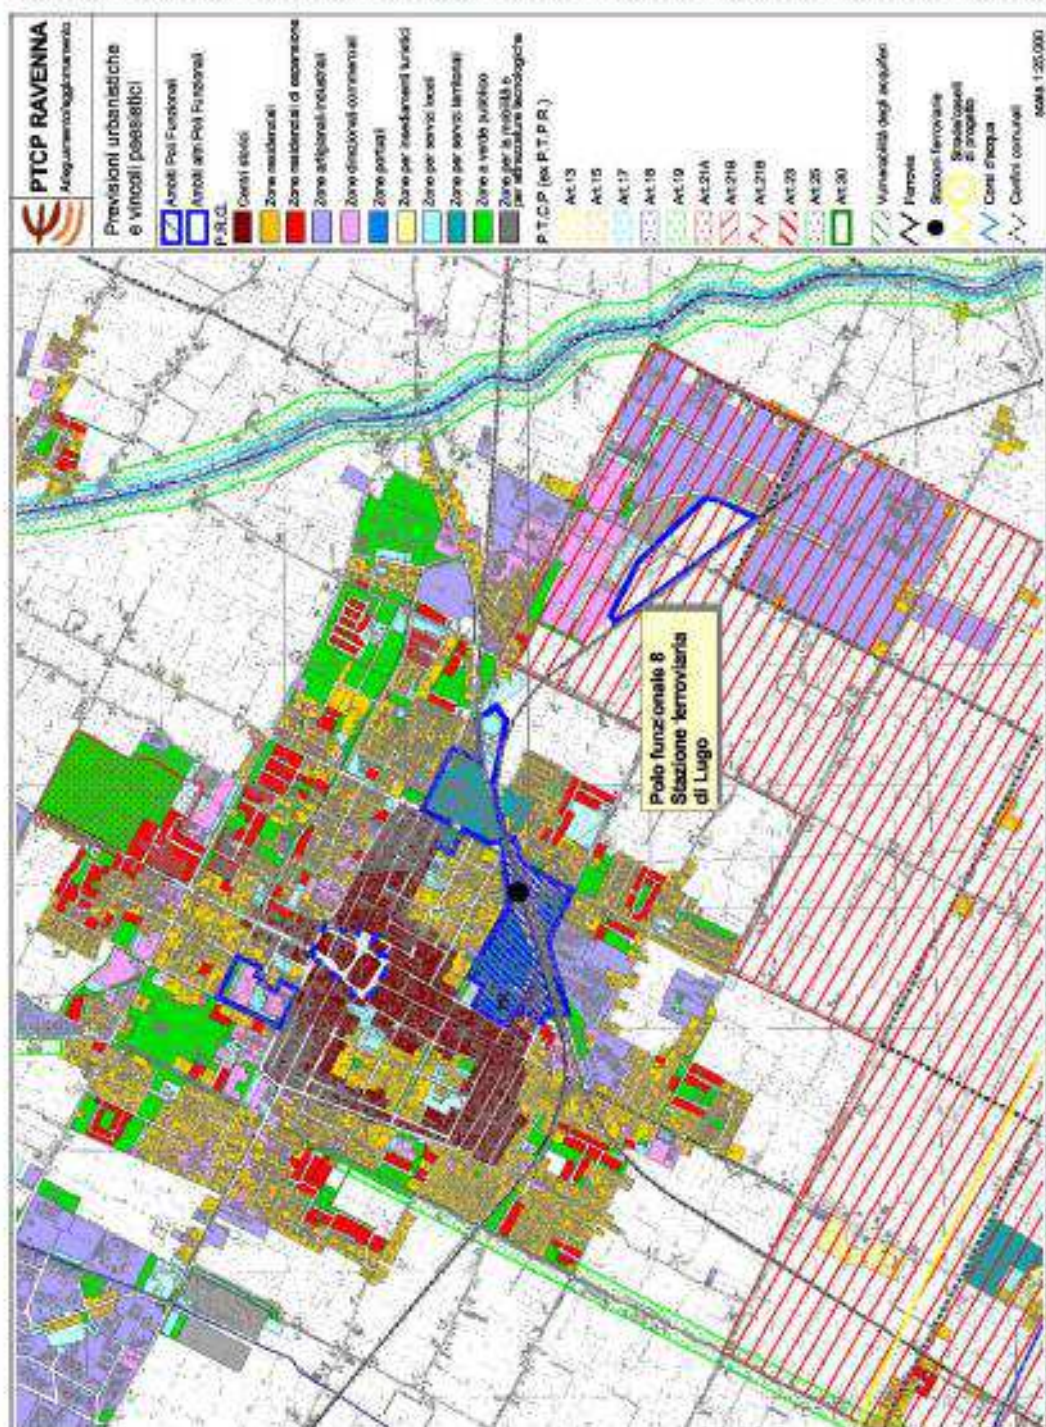 PTCP RAVENNA
Adeguamento/aggiornamento
Previsioni urbanistiche
e vincoli paesistici
Ambiti Poli Funzionali
Ambiti altri Poli Funzionali
P.R.G.
Centri storici
Zone residenziali
Zone residenziali di espansione
Zone artigianali-industriali
Zone direzionali-commerciali
Zone portuali
Zone per insediamenti turistici
Zone per servizi locali
Zone per servizi territoriali
Zone a verde pubblico
Zone per la mobilità e
per attrezzature tecnologiche
P.T.C.P. (ex P.T.P.R.)
Art.13
Art.15
Art.17
Art.18
Art.19
Art.21A
Art.21B
Art.21B
Art.23
Art.25
Art.30
Vulnerabilità degli acquiferi
Ferrovie
Stazioni ferroviarie
Strade/caselli
di progetto
Corsi d'acqua
Confini comunali
scala 1:25.000
Polo funzionale 8
Stazione ferroviaria
di Lugo